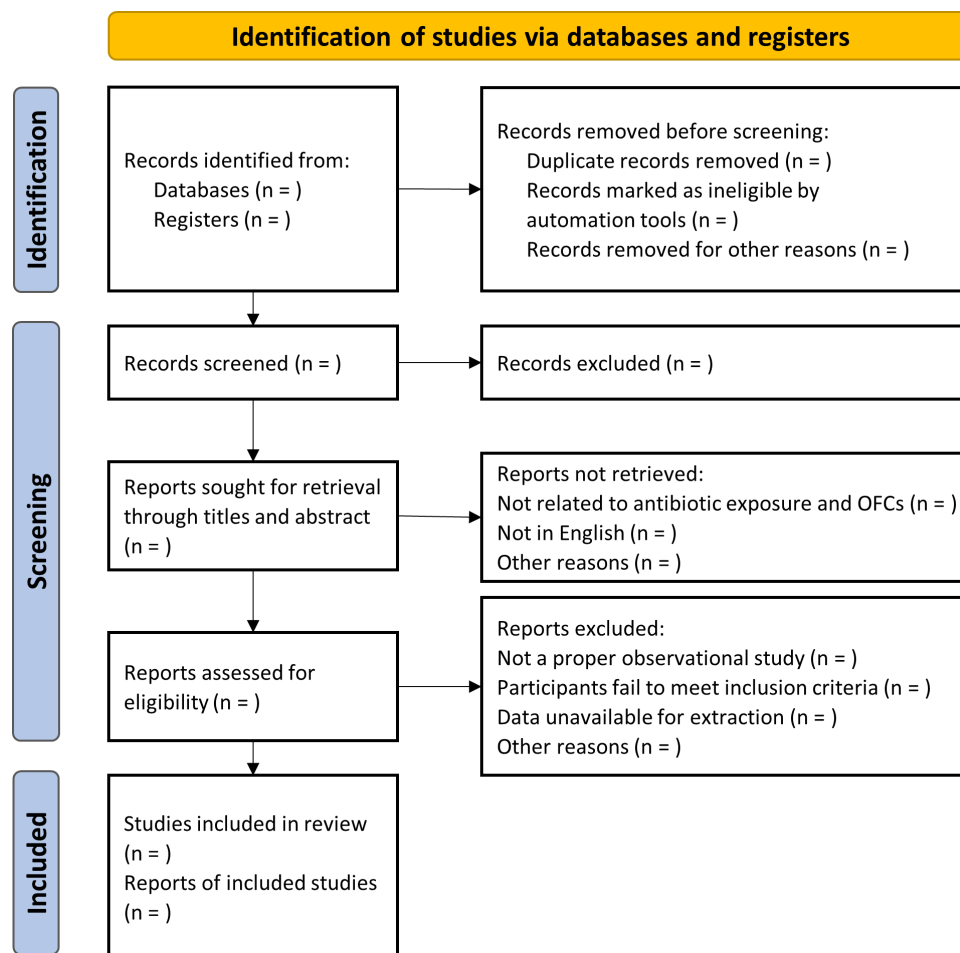 Identification of studies via databases and registers
Identification
Records identified from:
Databases (n = )
Registers (n = )
Records removed before screening:
Duplicate records removed (n = )
Records marked as ineligible by
automation tools (n = )
Records removed for other reasons (n = )
Screening
Records screened (n = )
Records excluded (n = )
Reports sought for retrieval
through titles and abstract
(n = )
Reports not retrieved:
Not related to antibiotic exposure and OFCs (n = )
Not in English (n = )
Other reasons (n = )
Reports assessed for
eligibility (n = )
Reports excluded:
Not a proper observational study (n = )
Participants fail to meet inclusion criteria (n = )
Data unavailable for extraction (n = )
Other reasons (n = )
Included
Studies included in review
(n = )
Reports of included studies
(n = )